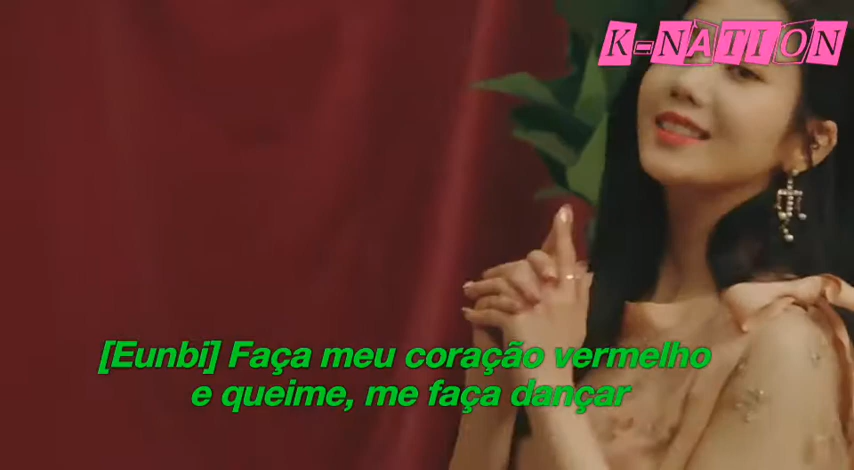 K-NATION
[Eunbi] Faça meu coração vermelho
e queime, me faça dançar